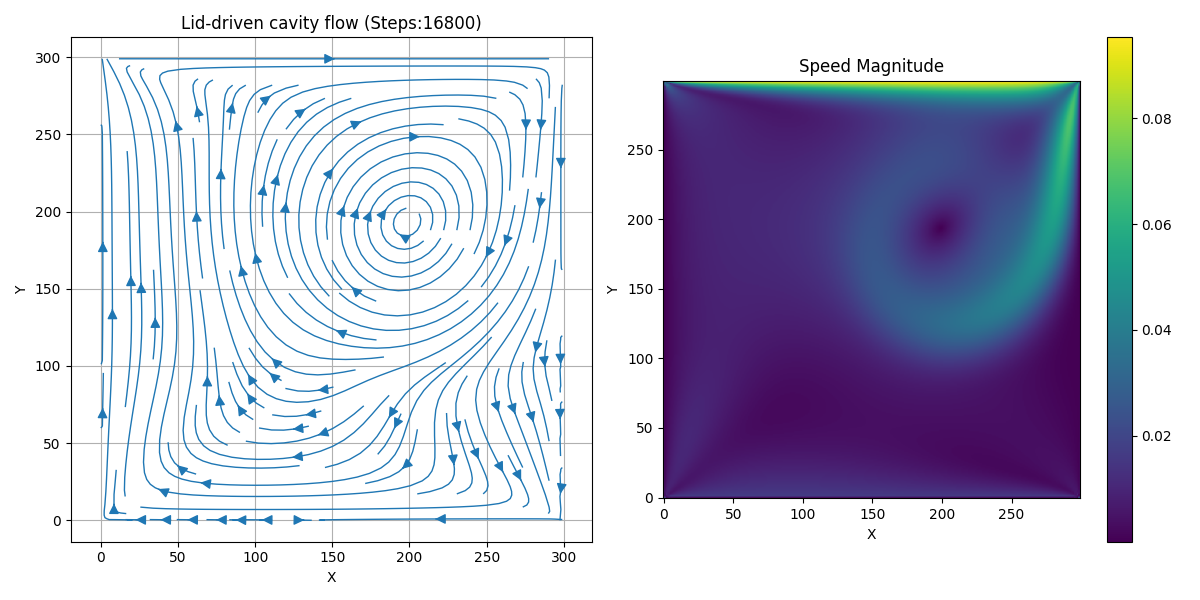 Lid-driven cavity flow (Steps:16800)
300
250
200
150
100
50
0
Y
0 50 100 150 200 250 300
X
Speed Magnitude
250
200
150
100
50
0
Y
0 50 100 150 200 250
X
0.08
0.06
0.04
0.02